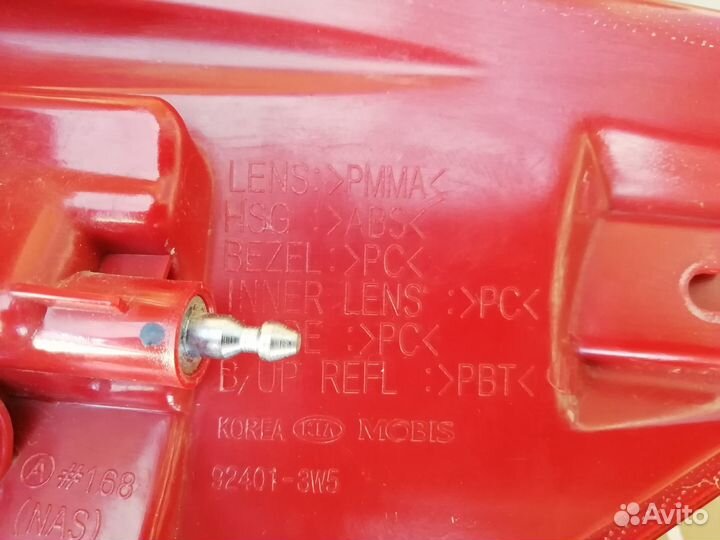 LENS:>PMMA<
HSG :>ABS<
BEZEL:>PC<
INNER LENS :>PC<
:>PC<
B/UP REFL :>PBT<
KOREA KIA MOBIS
92401-3W5
A #168
(NAS)
Avito